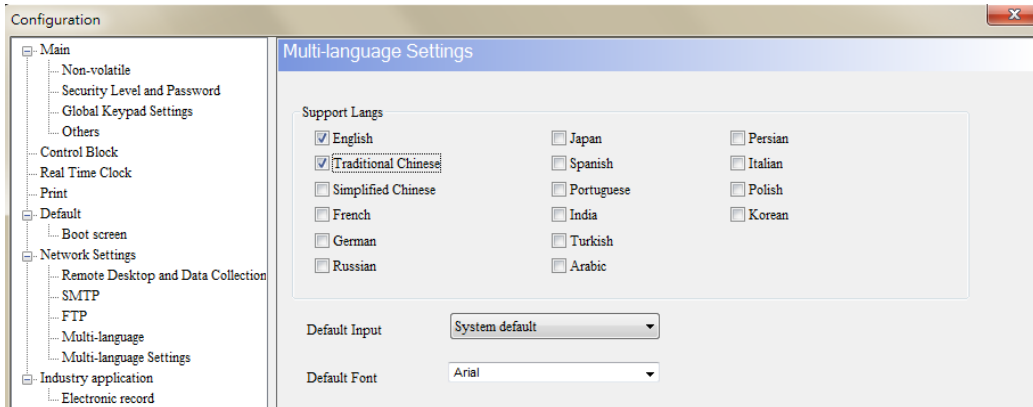 Configuration
Main
Non-volatile
Security Level and Password
Global Keypad Settings
Others
Control Block
Real Time Clock
Print
Default
Boot screen
Network Settings
Remote Desktop and Data Collection
SMTP
FTP
Multi-language
Multi-language Settings
Industry application
Electronic record
Multi-language Settings
Support Langs
English
Japan
Persian
Traditional Chinese
Spanish
Italian
Simplified Chinese
Portuguese
Polish
French
India
Korean
German
Turkish
Russian
Arabic
Default Input
System default
Default Font
Arial